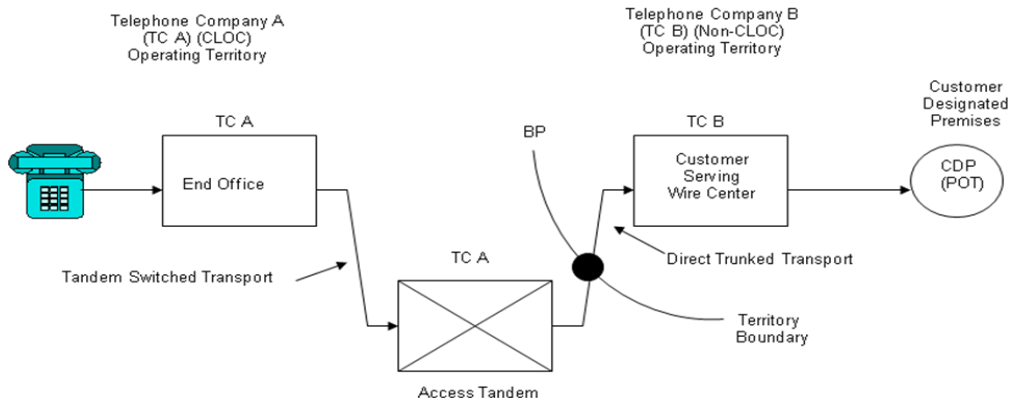 Telephone Company A
(TC A) (CLOC)
Operating Territory
Telephone Company B
(TC B) (Non-CLOC)
Operating Territory
Customer
Designated
Premises
TC A
End Office
BP
TC B
Customer
Serving
Wire Center
CDP
(POT)
Tandem Switched Transport
TC A
Direct Trunked Transport
Territory
Boundary
Access Tandem